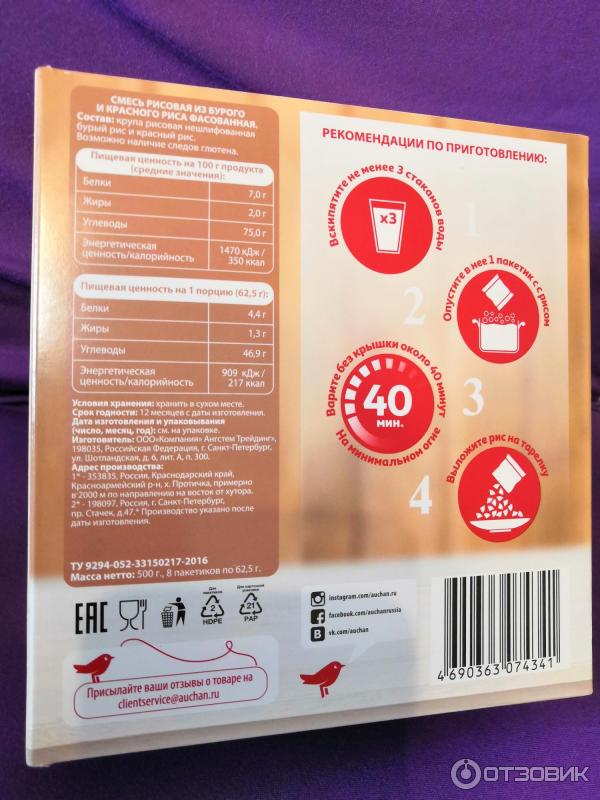 СМЕСЬ РИСОВАЯ ИЗ БУРОГО
И КРАСНОГО РИСА ФАСОВАННАЯ.
Состав: крупа рисовая нешлифованная
бурый рис и красный рис.
Возможно наличие следов глютена.
Пищевая ценность на 100 г продукта
(средние значения):
Белки 7,0 г
Жиры 2,0 г
Углеводы 75,0 г
Энергетическая 1470 кДж /
ценность/калорийность 350 ккал
Пищевая ценность на 1 порцию (62,5 г):
Белки 4,4 г
Жиры 1,3 г
Углеводы 46,9 г
Энергетическая 909 кДж /
ценность/калорийность 217 ккал
Условия хранения: хранить в сухом месте.
Срок годности: 12 месяцев с даты изготовления.
Дата изготовления и упаковывания
(число, месяц, год): см. на упаковке.
Изготовитель: ООО«Компания» Ангстем Трейдинг»,
198035, Российская Федерация, г. Санкт-Петербург,
ул. Шотландская, д. 6, лит. А, п. 300.
Адрес производства:
1* - 353835, Россия, Краснодарский край,
Красноармейский р-н, х. Протичка, примерно
в 2000 м по направлению на восток от хутора.
2* - 198097, Россия, г. Санкт-Петербург,
пр. Стачек, д.47.* Производство указано после
даты изготовления.
ТУ 9294-052-33150217-2016
Масса нетто: 500 г, 8 пакетиков по 62,5 г.
EAC
Для пакетиков
2
HDPE
Для картонной упаковки
21
PAP
Присылайте ваши отзывы о товаре на
clientservice@auchan.ru
РЕКОМЕНДАЦИИ ПО ПРИГОТОВЛЕНИЮ:
1
Вскипятите не менее 3 стаканов воды
x3
2
Опустите в нее 1 пакетик с с рисом
3
Варите без крышки около 40 минут
40
МИН.
На минимальном огне
4
Выложите рис на тарелку
instagram.com/auchan.ru
facebook.com/auchanrussia
vk.com/auchan
4 690363 074341
ОТЗОВИК